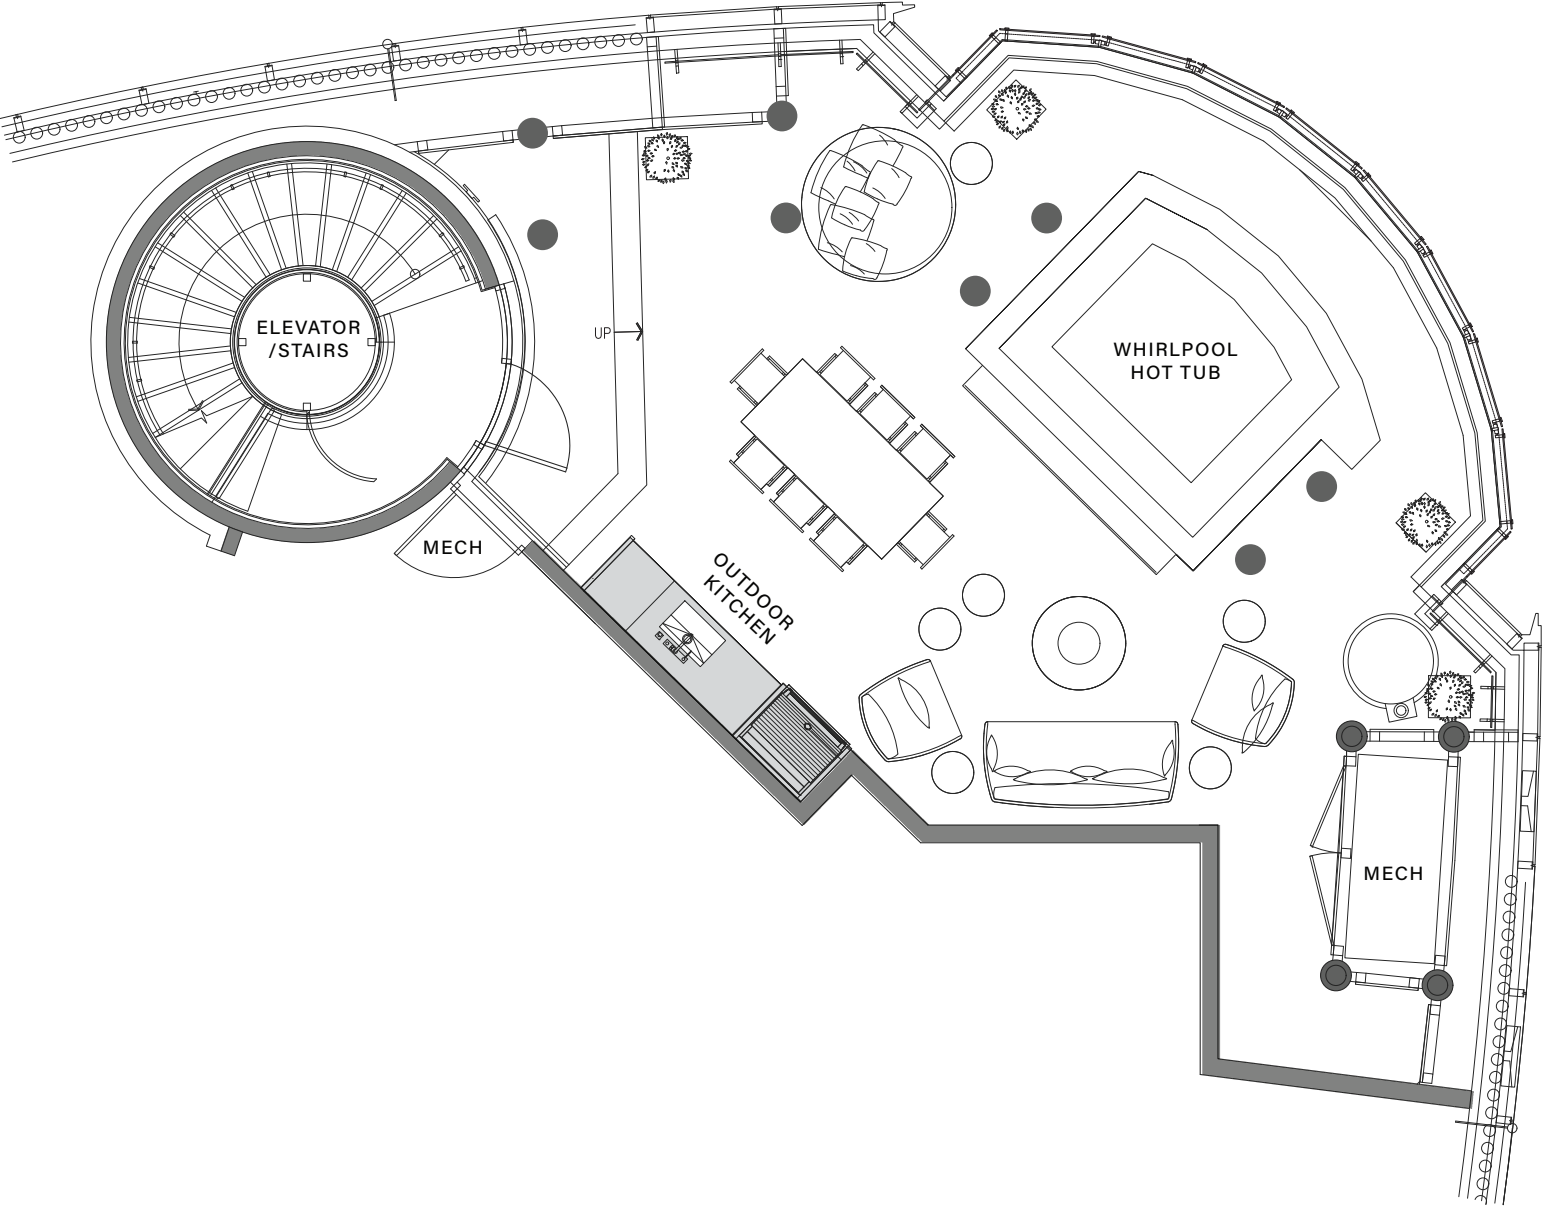 ELEVATOR
/STAIRS
UP
WHIRLPOOL
HOT TUB
MECH
OUTDOOR
KITCHEN
MECH